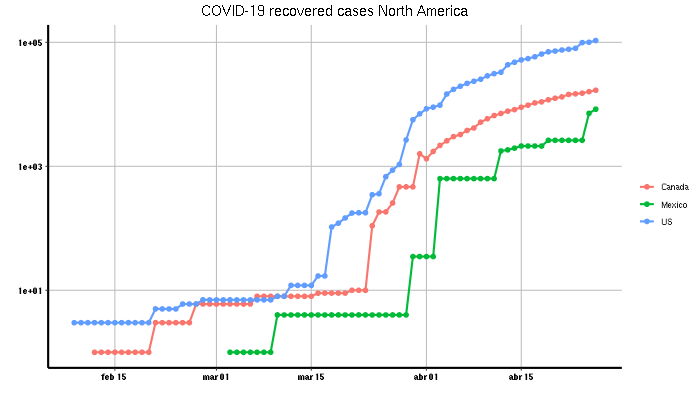 COVID-19 recovered cases North America
1e+05
1e+03
1e+01
feb 15
mar 01
mar 15
abr 01
abr 15
Canada
Mexico
US